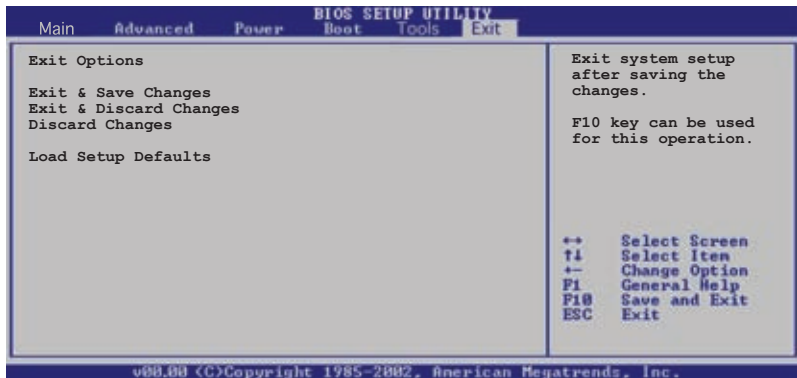 BIOS SETUP UTILITY
Main Advanced Power Boot Tools Exit
Exit Options
Exit & Save Changes
Exit & Discard Changes
Discard Changes
Load Setup Defaults
Exit system setup
after saving the
changes.
F10 key can be used
for this operation.
↔ Select Screen
↑↓ Select Item
+- Change Option
F1 General Help
F10 Save and Exit
ESC Exit
v00.00 (C)Copyright 1985-2002, American Megatrends, Inc.